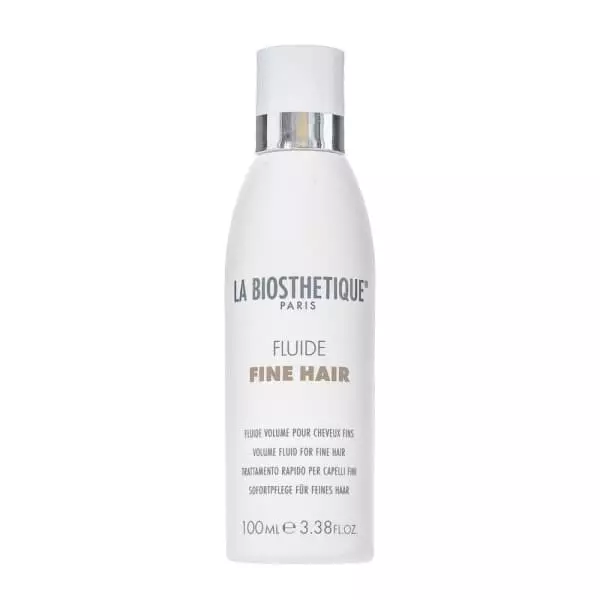 LA BIOSTHETIQUE®
PARIS
FLUIDE
FINE HAIR
FLUIDE VOLUME POUR CHEVEUX FINS
VOLUME FLUID FOR FINE HAIR
TRATTAMENTO RAPIDO PER CAPELLI FINI
SOFORTPFLEGE FÜR FEINES HAAR
100ML ℮ 3.38FL.OZ.